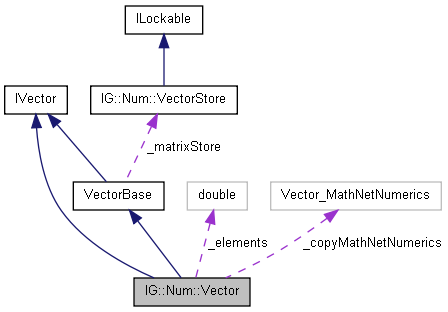 ILockable
IVector
IG::Num::VectorStore
_matrixStore
VectorBase
double
Vector_MathNetNumerics
_elements
_copyMathNetNumerics
IG::Num::Vector